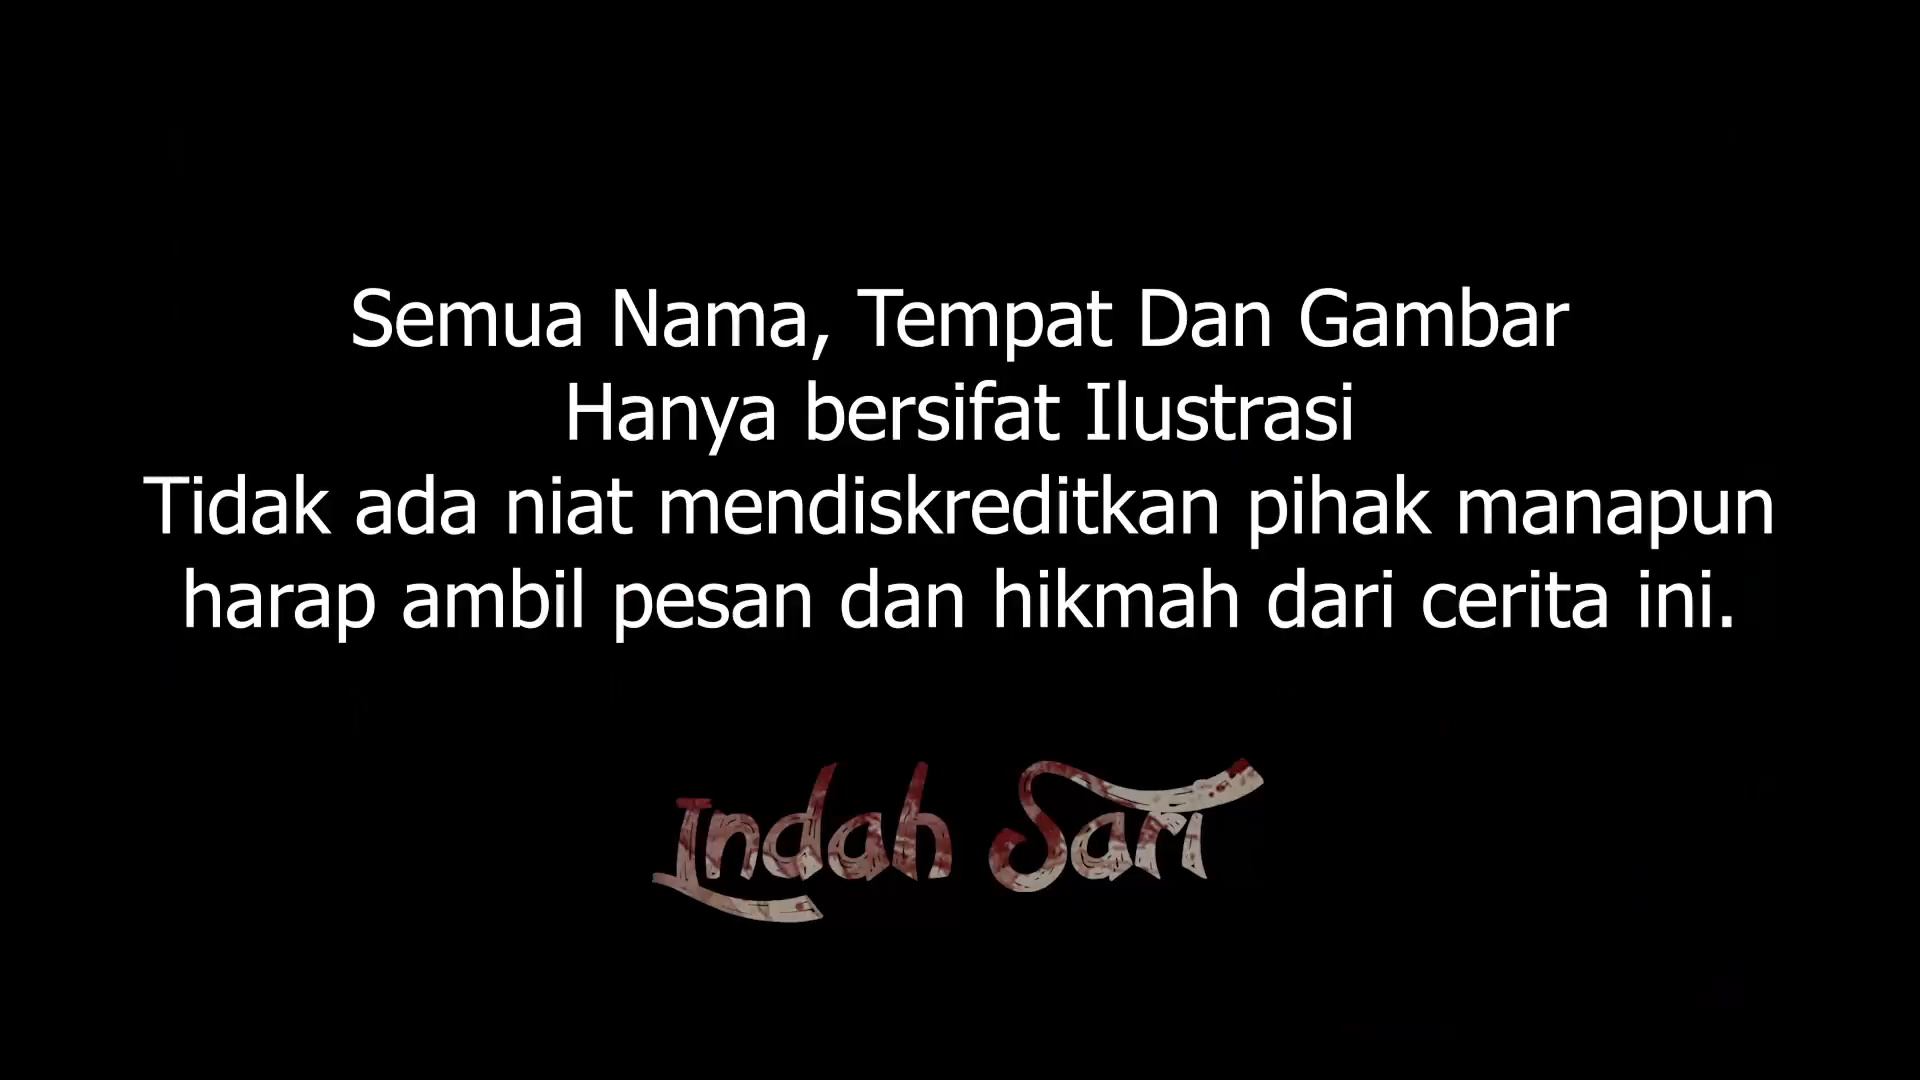 Semua Nama, Tempat Dan Gambar
Hanya bersifat Ilustrasi
Tidak ada niat mendiskreditkan pihak manapun
harap ambil pesan dan hikmah dari cerita ini.
Indah Sari